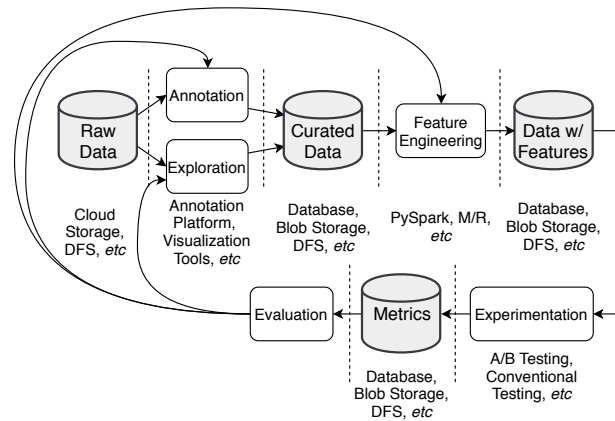 Annotation
Raw
Data
Exploration
Curated
Data
Feature
Engineering
Data w/
Features
Cloud
Storage,
DFS, etc
Annotation
Platform,
Visualization
Tools, etc
Database,
Blob Storage,
DFS, etc
PySpark, M/R,
etc
Database,
Blob Storage,
DFS, etc
Evaluation
Metrics
Experimentation
Database,
Blob Storage,
DFS, etc
A/B Testing,
Conventional
Testing, etc